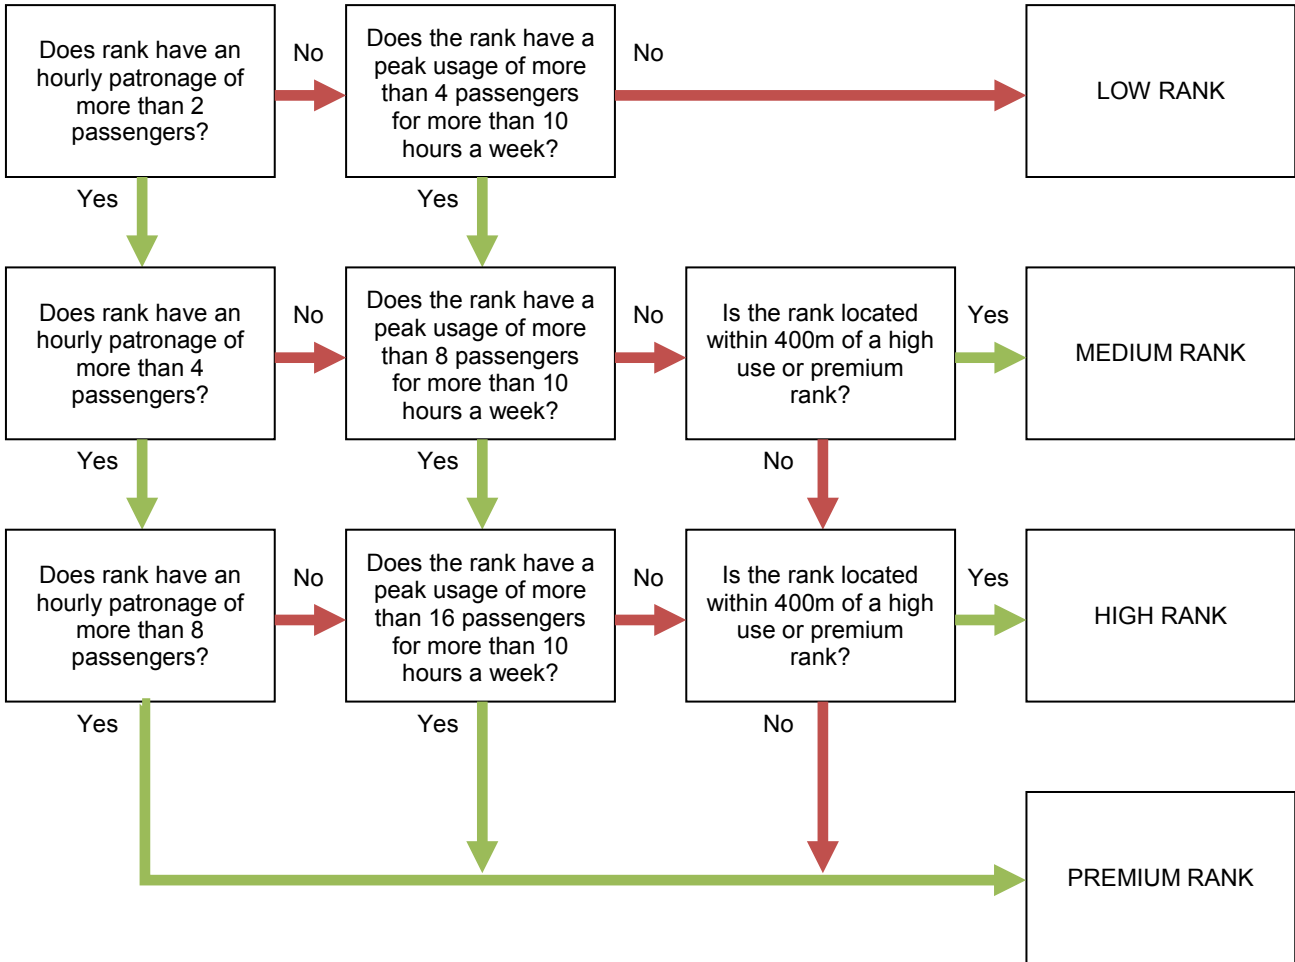 Does rank have an
hourly patronage of
more than 2
passengers?
No
Does the rank have a
peak usage of more
than 4 passengers
for more than 10
hours a week?
No
LOW RANK
Yes
Yes
Does rank have an
hourly patronage of
more than 4
passengers?
No
Does the rank have a
peak usage of more
than 8 passengers
for more than 10
hours a week?
No
Is the rank located
within 400m of a high
use or premium
rank?
Yes
MEDIUM RANK
Yes
Yes
No
Does rank have an
hourly patronage of
more than 8
passengers?
No
Does the rank have a
peak usage of more
than 16 passengers
for more than 10
hours a week?
No
Is the rank located
within 400m of a high
use or premium
rank?
Yes
HIGH RANK
Yes
Yes
No
PREMIUM RANK